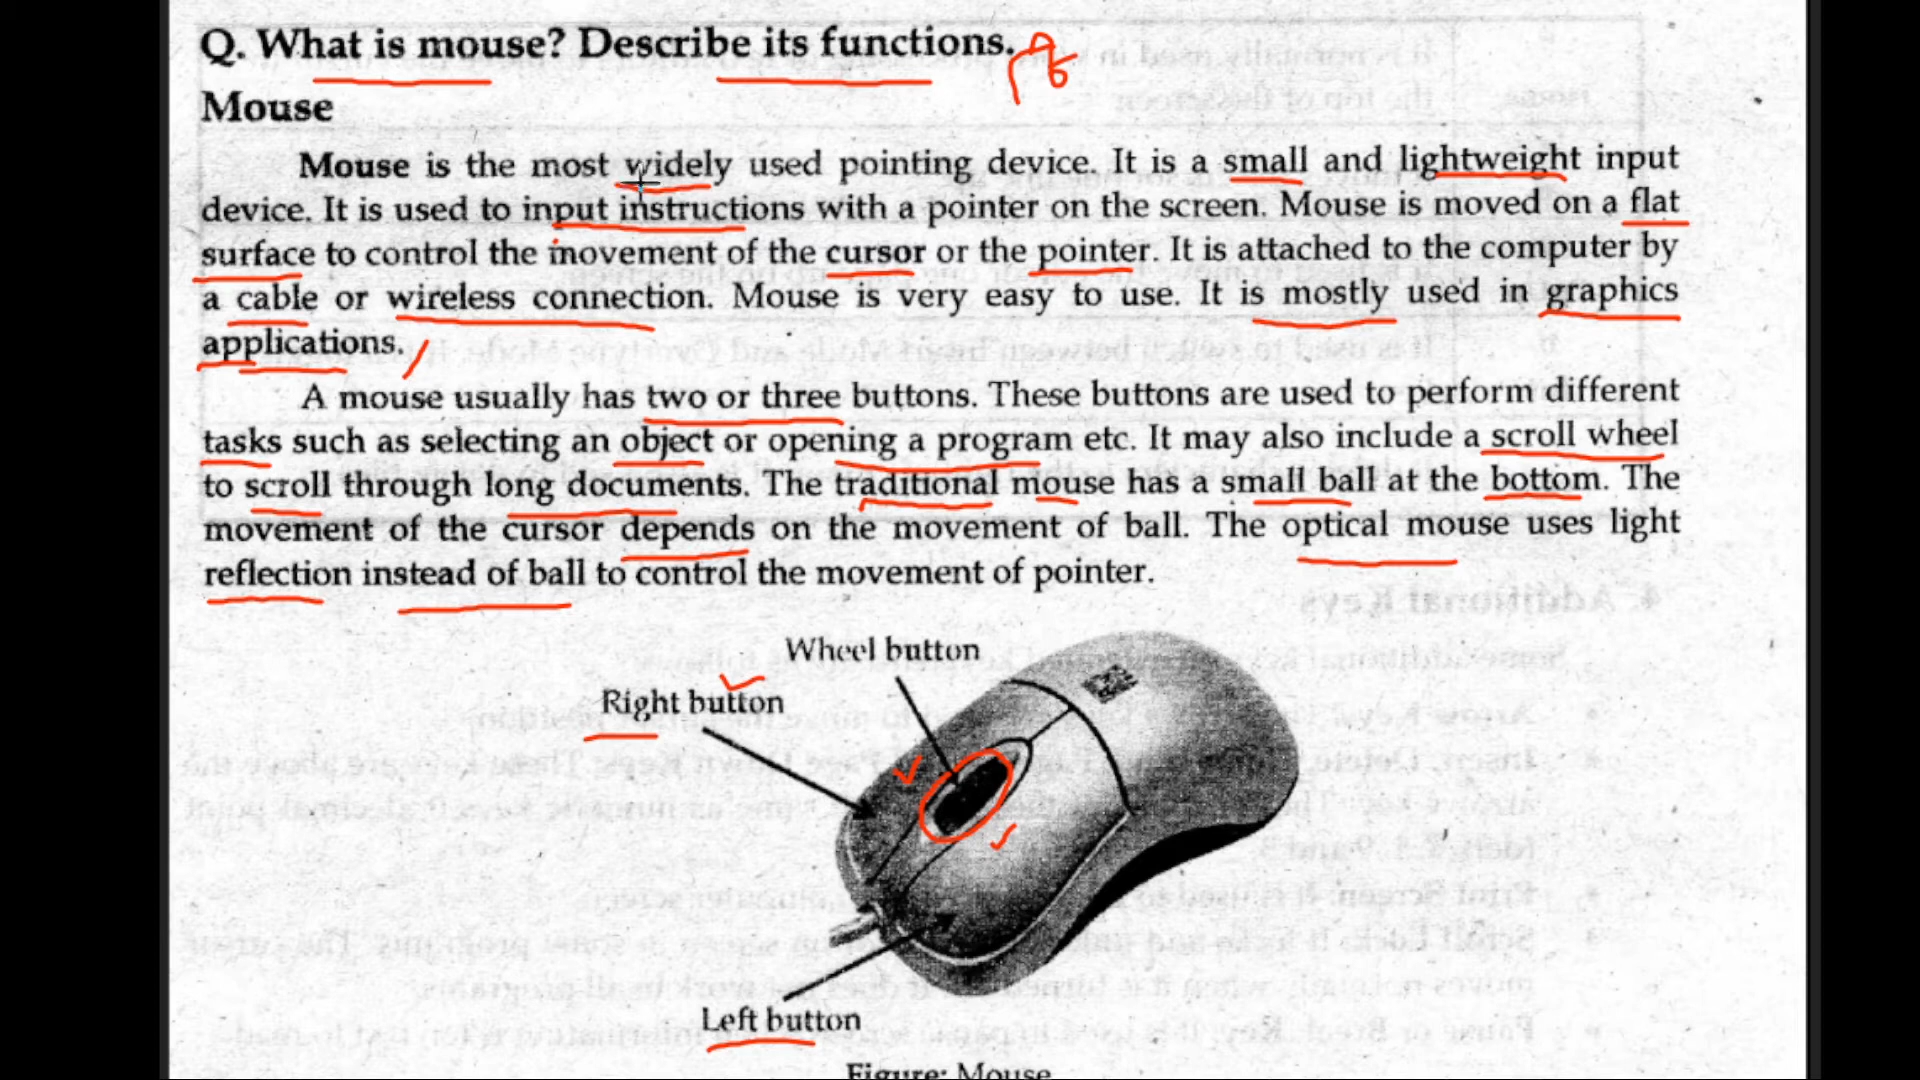 Q. What is mouse? Describe its functions.
Mouse
Mouse is the most widely used pointing device. It is a small and lightweight input
device. It is used to input instructions with a pointer on the screen. Mouse is moved on a flat
surface to control the movement of the cursor or the pointer. It is attached to the computer by
a cable or wireless connection. Mouse is very easy to use. It is mostly used in graphics
applications.
A mouse usually has two or three buttons. These buttons are used to perform different
tasks such as selecting an object or opening a program etc. It may also include a scroll wheel
to scroll through long documents. The traditional mouse has a small ball at the bottom. The
movement of the cursor depends on the movement of ball. The optical mouse uses light
reflection instead of ball to control the movement of pointer.
Wheel button
Right button
Left button
Figure: Mouse